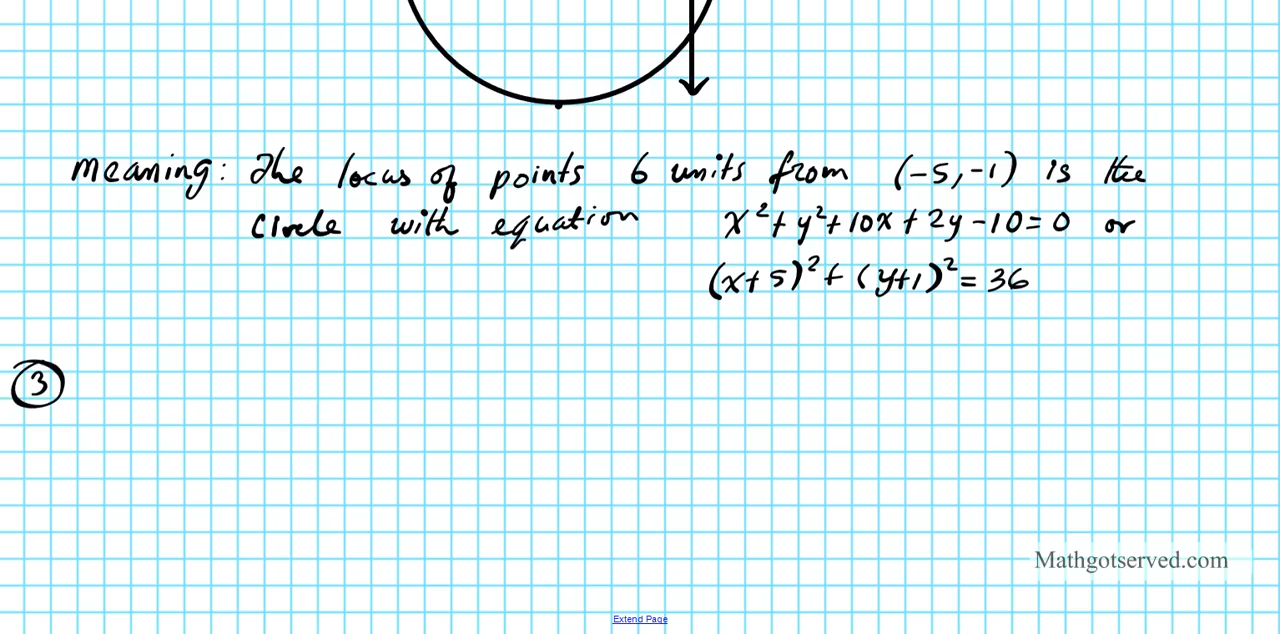 meaning: The locus of points 6 units from (-5,-1) is the
circle with equation x²+y²+10x+2y-10=0 or
(x+5)²+(y+1)²=36
3
Mathgotserved.com
Extend Page